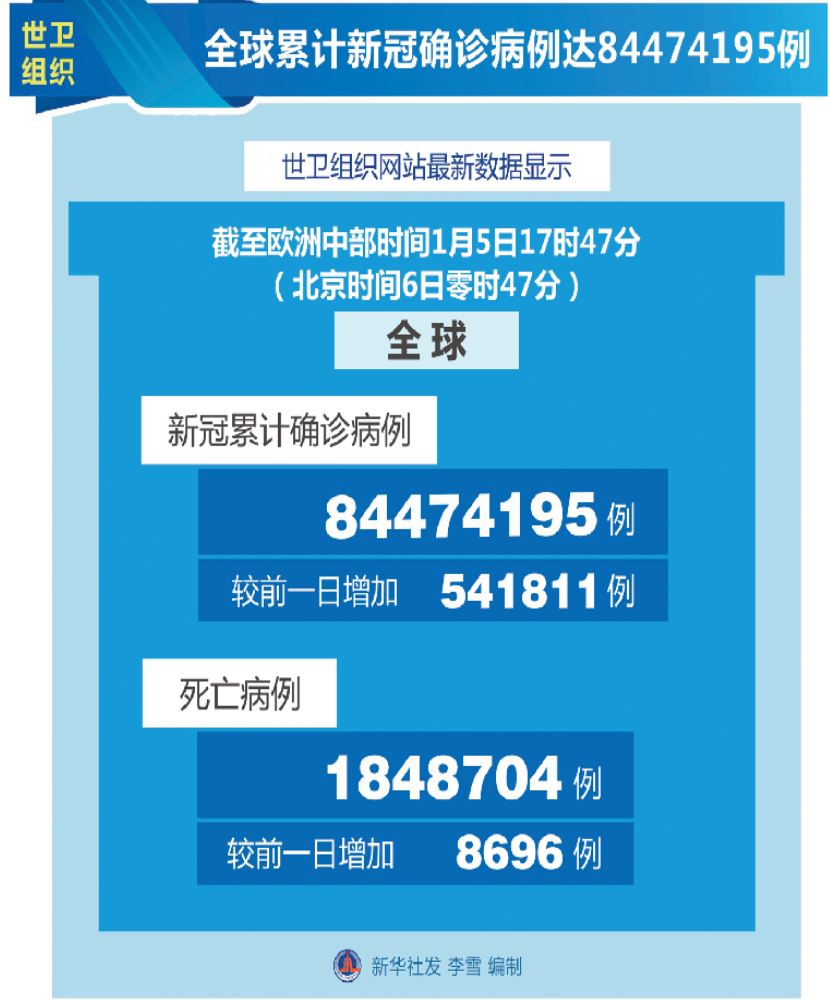 世卫
组织
全球累计新冠确诊病例达84474195例
世卫组织网站最新数据显示
截至欧洲中部时间1月5日17时47分
（北京时间6日零时47分）
全球
新冠累计确诊病例
84474195例
较前一日增加 541811例
死亡病例
1848704例
较前一日增加 8696例
新华社发 李雪 编制